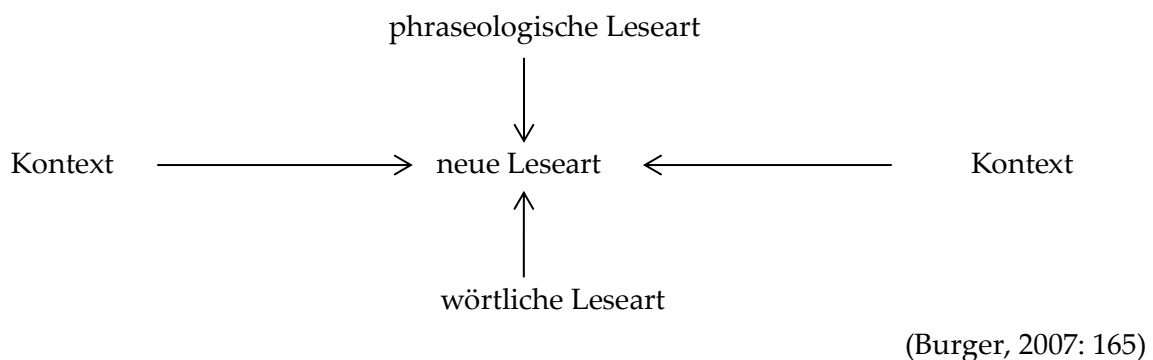 phraseologische Leseart
Kontext neue Leseart Kontext
wörtliche Leseart
(Burger, 2007: 165)